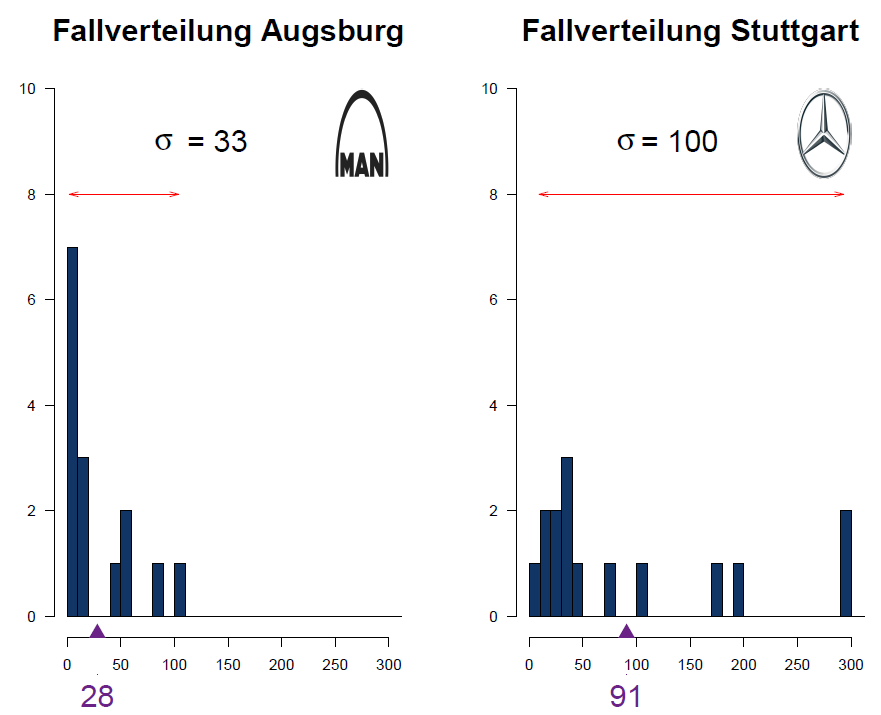 Fallverteilung Augsburg
σ = 33
MAN
10
8
6
4
2
0
0 50 100 150 200 250 300
28
Fallverteilung Stuttgart
σ = 100
10
8
6
4
2
0
0 50 100 150 200 250 300
91